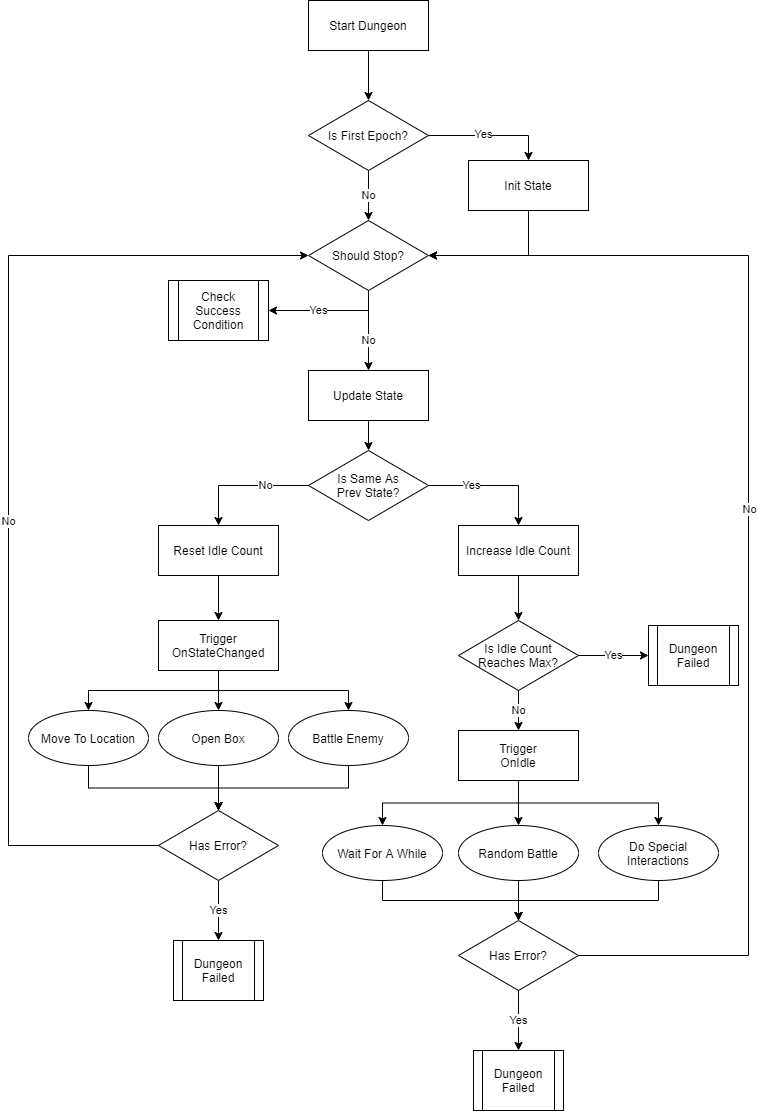 Start Dungeon
Is First Epoch?
Yes
Init State
No
Should Stop?
Check
Success
Condition
Yes
No
Update State
Is Same As
Prev State?
No
Yes
Reset Idle Count
Increase Idle Count
No
No
Trigger
OnStateChanged
Is Idle Count
Reaches Max?
Yes
Dungeon
Failed
Move To Location
Open Box
Battle Enemy
No
Trigger
OnIdle
Has Error?
Wait For A While
Random Battle
Do Special
Interactions
Yes
Dungeon
Failed
Has Error?
Yes
Dungeon
Failed